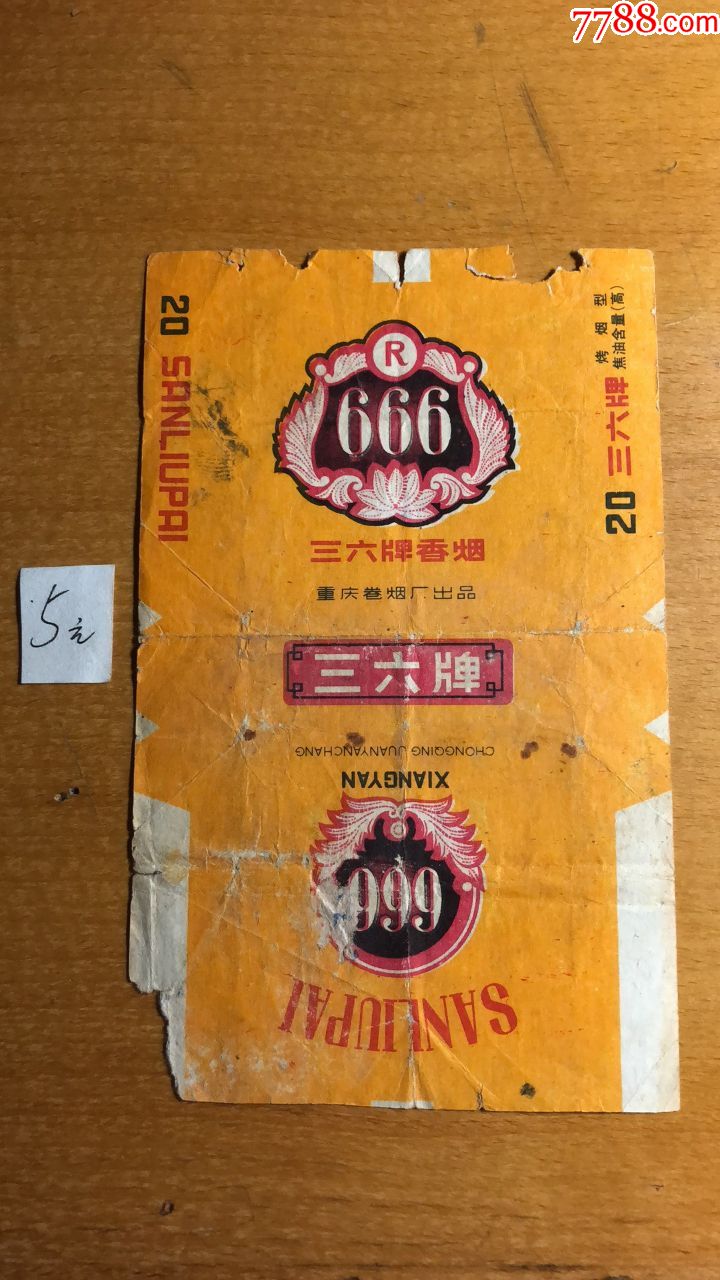 7788.com
20 SANLIUPAI
R
666
三六牌香烟
重庆卷烟厂出品
20 三六牌
烤烟型
焦油含量(高)
5元
三六牌
CHONGQING JUANYANCHANG
XIANGYAN
666
SANLIUPAI